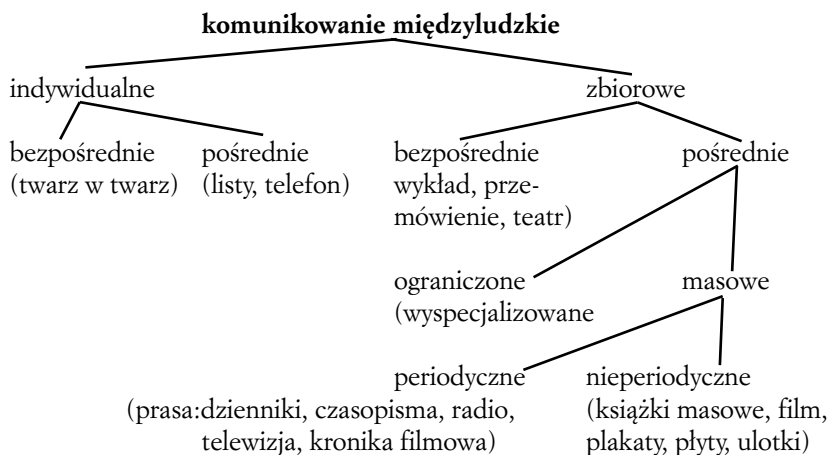 komunikowanie międzyludzkie
indywidualne
zbiorowe
bezpośrednie
(twarz w twarz)
pośrednie
(listy, telefon)
bezpośrednie
wykład, prze-
mówienie, teatr)
pośrednie
ograniczone
(wyspecjalizowane
masowe
periodyczne
(prasa:dzienniki, czasopisma, radio,
telewizja, kronika filmowa)
nieperiodyczne
(książki masowe, film,
plakaty, płyty, ulotki)